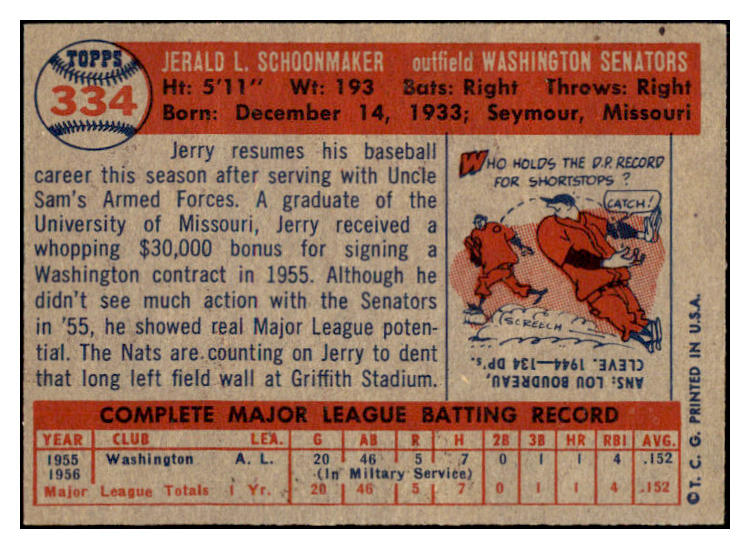 TOPPS
334
JERALD L. SCHOONMAKER outfield WASHINGTON SENATORS
Ht: 5'11" Wt: 193 Bats: Right Throws: Right
Born: December 14, 1933; Seymour, Missouri
Jerry resumes his baseball
career this season after serving with Uncle
Sam's Armed Forces. A graduate of the
University of Missouri, Jerry received a
whopping $30,000 bonus for signing a
Washington contract in 1955. Although he
didn't see much action with the Senators
in '55, he showed real Major League poten-
tial. The Nats are counting on Jerry to dent
that long left field wall at Griffith Stadium.
WHO HOLDS THE D.P. RECORD
FOR SHORTSTOPS?
CATCH!
SCREECH
ANS: LOU BOUDREAU,
CLEVE. 1944—134 DP's.
COMPLETE MAJOR LEAGUE BATTING RECORD
YEAR CLUB LEA. G AB R H 2B 3B HR RBI AVG.
1955 Washington A. L. 20 46 5 7 0 1 1 4 .152
1956 (In Military Service)
Major League Totals 1 Yr. 20 46 5 7 0 1 1 4 .152
© T. C. G. PRINTED IN U.S.A.